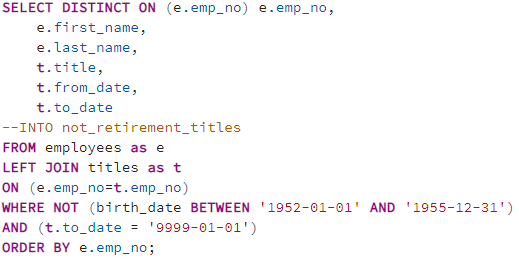 SELECT DISTINCT ON (e.emp_no) e.emp_no,
    e.first_name,
    e.last_name,
    t.title,
    t.from_date,
    t.to_date
--INTO not_retirement_titles
FROM employees as e
LEFT JOIN titles as t
ON (e.emp_no=t.emp_no)
WHERE NOT (birth_date BETWEEN '1952-01-01' AND '1955-12-31')
AND (t.to_date = '9999-01-01')
ORDER BY e.emp_no;